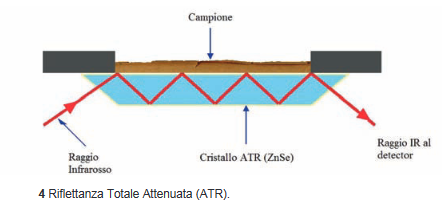 Campione
Raggio
Infrarosso
Cristallo ATR (ZnSe)
Raggio IR al
detector
4 Riflettanza Totale Attenuata (ATR).